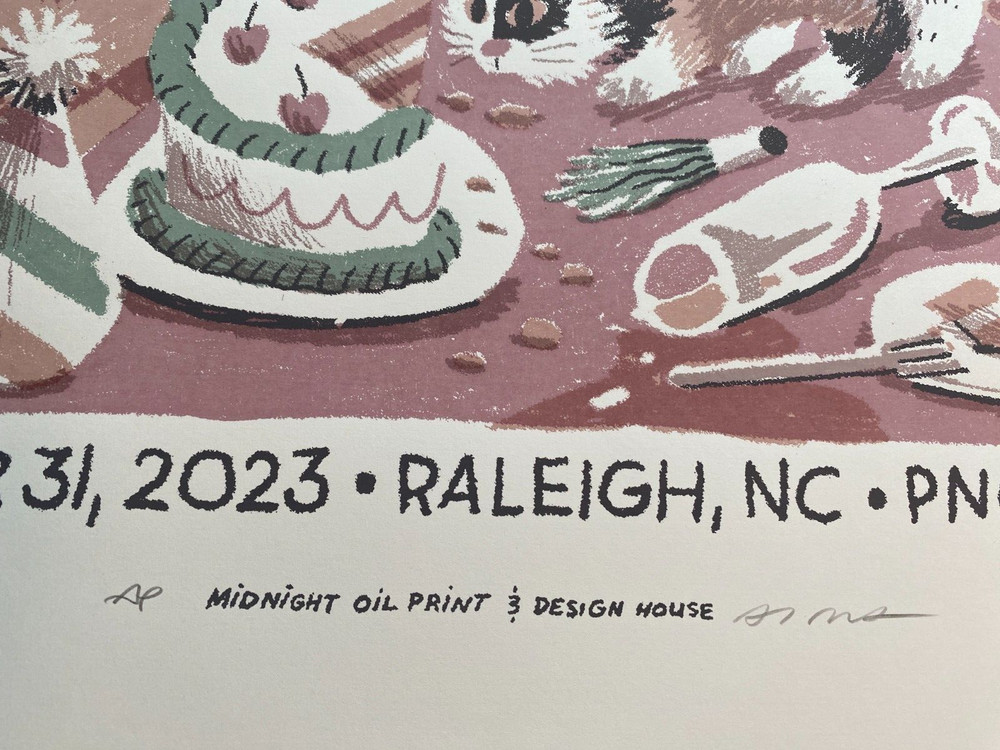 31, 2023 • RALEIGH, NC • PN
AP MiDNiGHT OiL PRiNT & DESIGN HOUSE